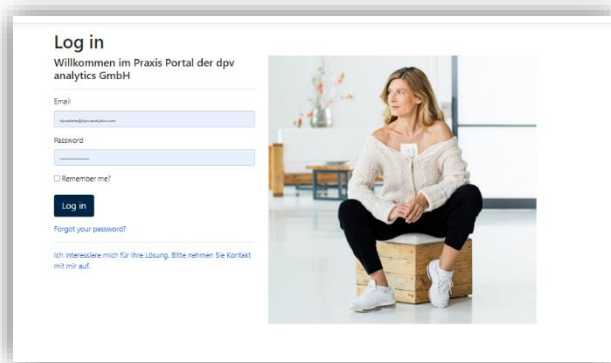 Log in
Willkommen im Praxis Portal der dpv
analytics GmbH
Email
Password
Remember me?
Log in
Forgot your password?
Ich interessiere mich für Ihre Lösung. Bitte nehmen Sie Kontakt
mit mir auf.